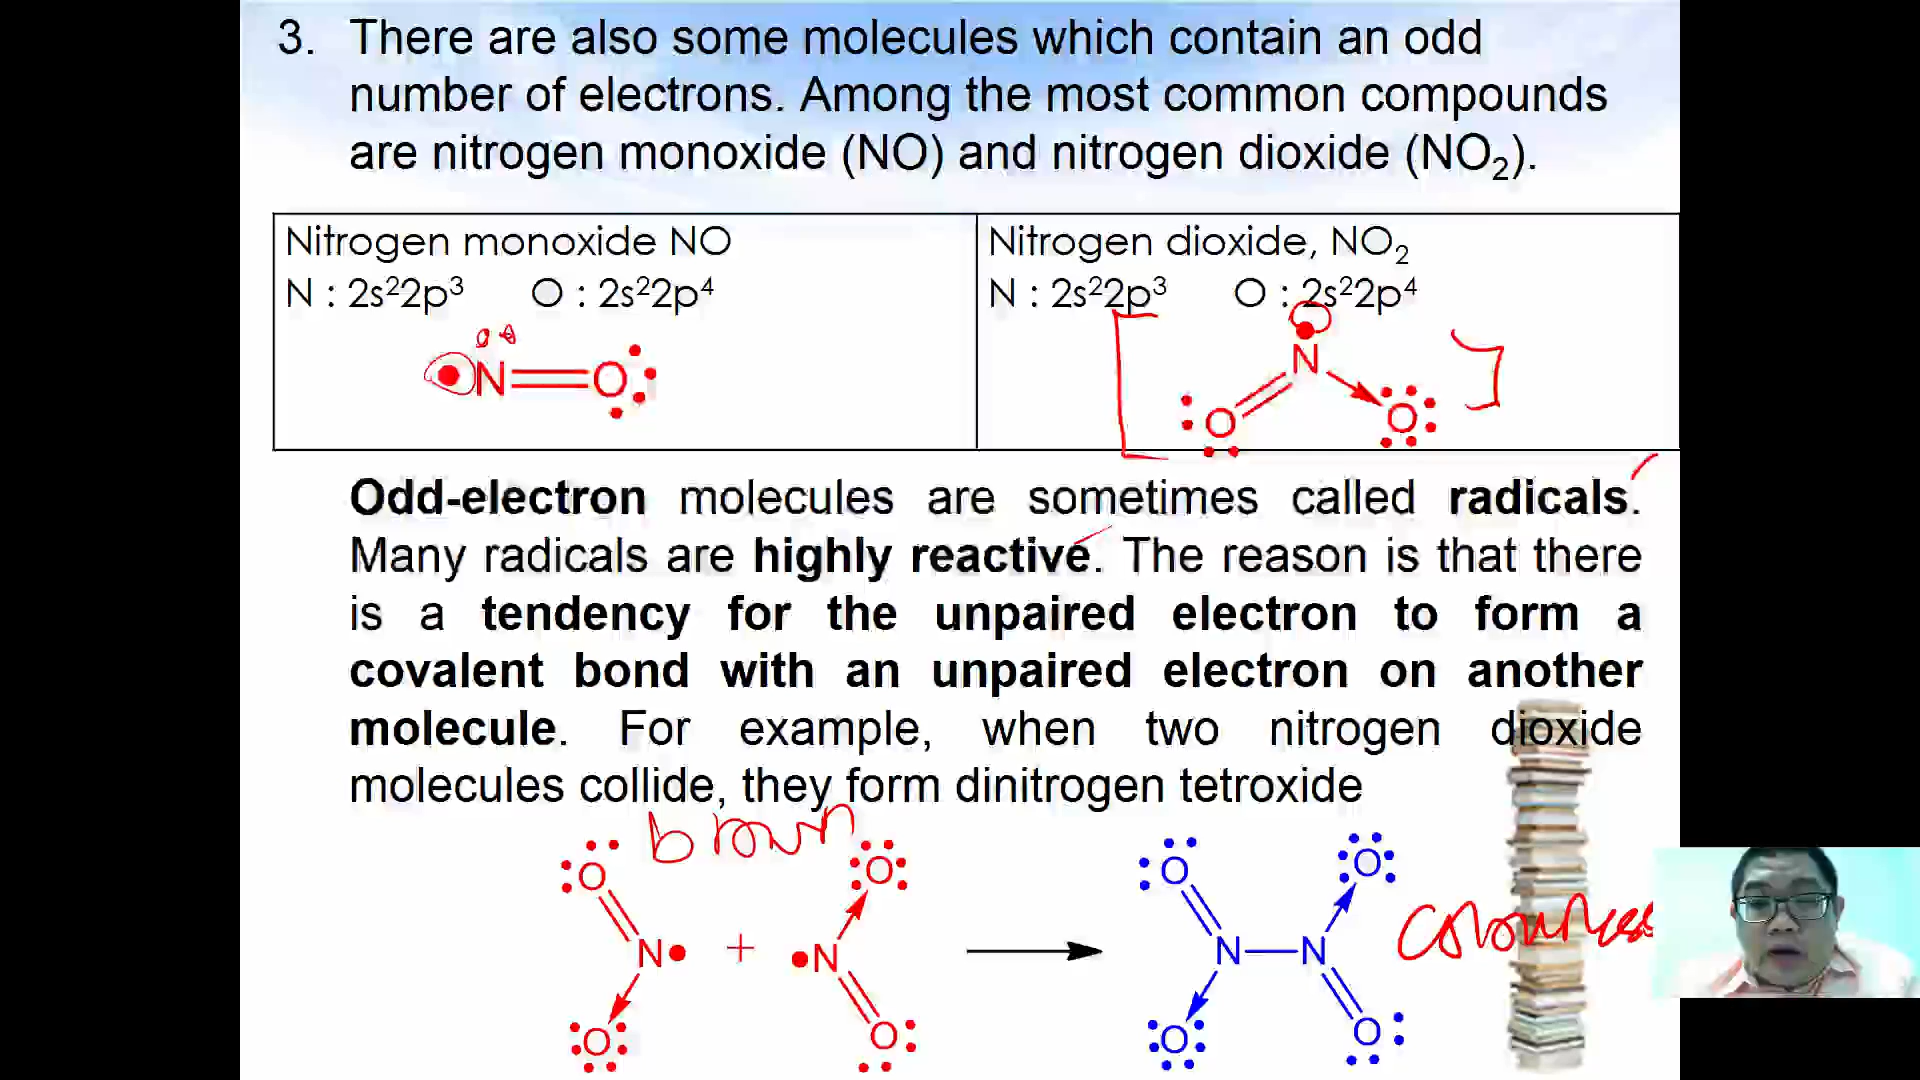 3. There are also some molecules which contain an odd
number of electrons. Among the most common compounds
are nitrogen monoxide (NO) and nitrogen dioxide (NO₂).
Nitrogen monoxide NO
N : 2s²2p³ O : 2s²2p⁴
N O
Nitrogen dioxide, NO₂
N : 2s²2p³ O : 2s²2p⁴
N
O O
Odd-electron molecules are sometimes called radicals.
Many radicals are highly reactive. The reason is that there
is a tendency for the unpaired electron to form a
covalent bond with an unpaired electron on another
molecule. For example, when two nitrogen dioxide
molecules collide, they form dinitrogen tetroxide
brown
O O O O
N + N N N colourless
O O O O